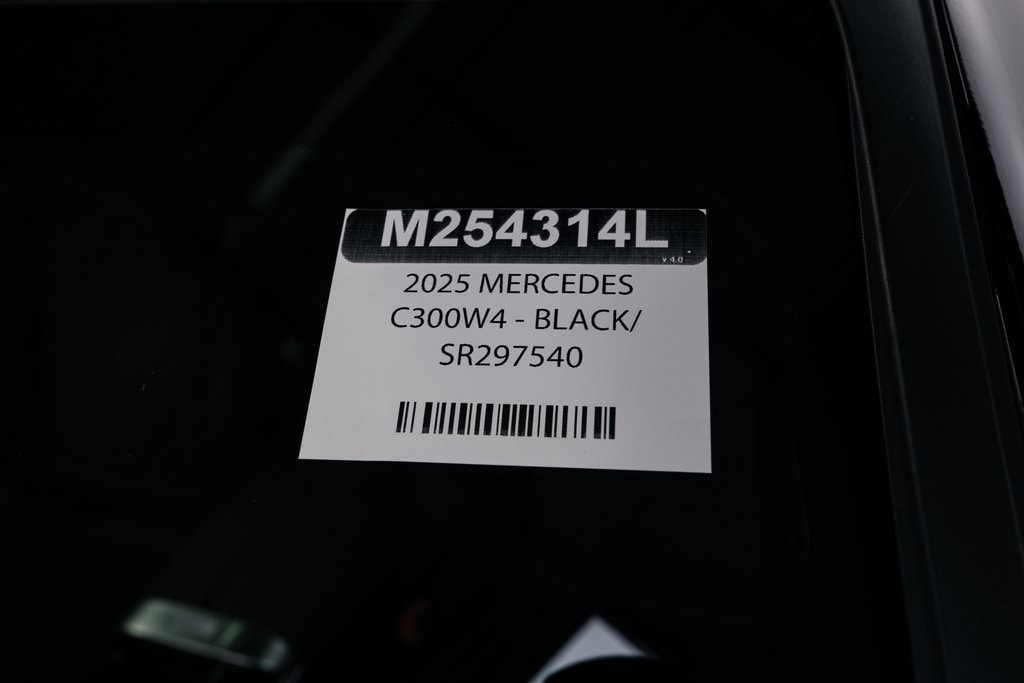 M254314L
v 4.0
2025 MERCEDES
C300W4 - BLACK/
SR297540